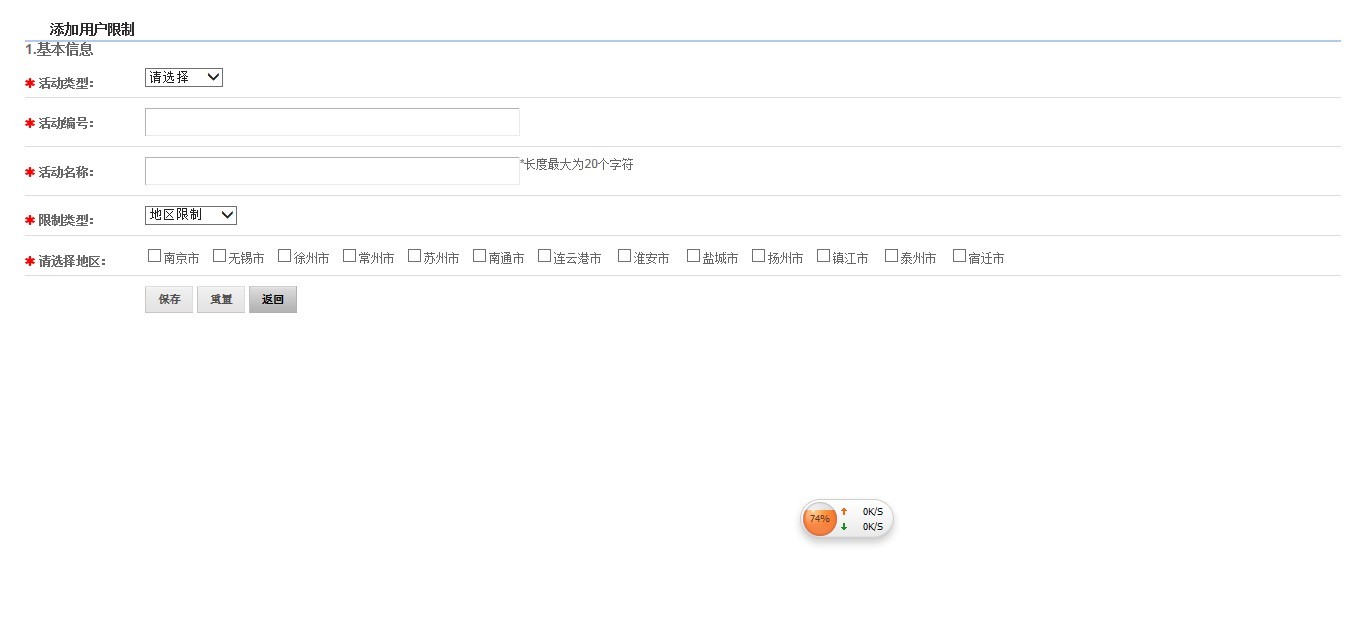 添加用户限制
1.基本信息
✱ 活动类型: 请选择
✱ 活动编号:
✱ 活动名称: *长度最大为20个字符
✱ 限制类型: 地区限制
✱ 请选择地区: 南京市 无锡市 徐州市 常州市 苏州市 南通市 连云港市 淮安市 盐城市 扬州市 镇江市 泰州市 宿迁市
保存 重置 返回
74% ↑ 0K/S
↓ 0K/S